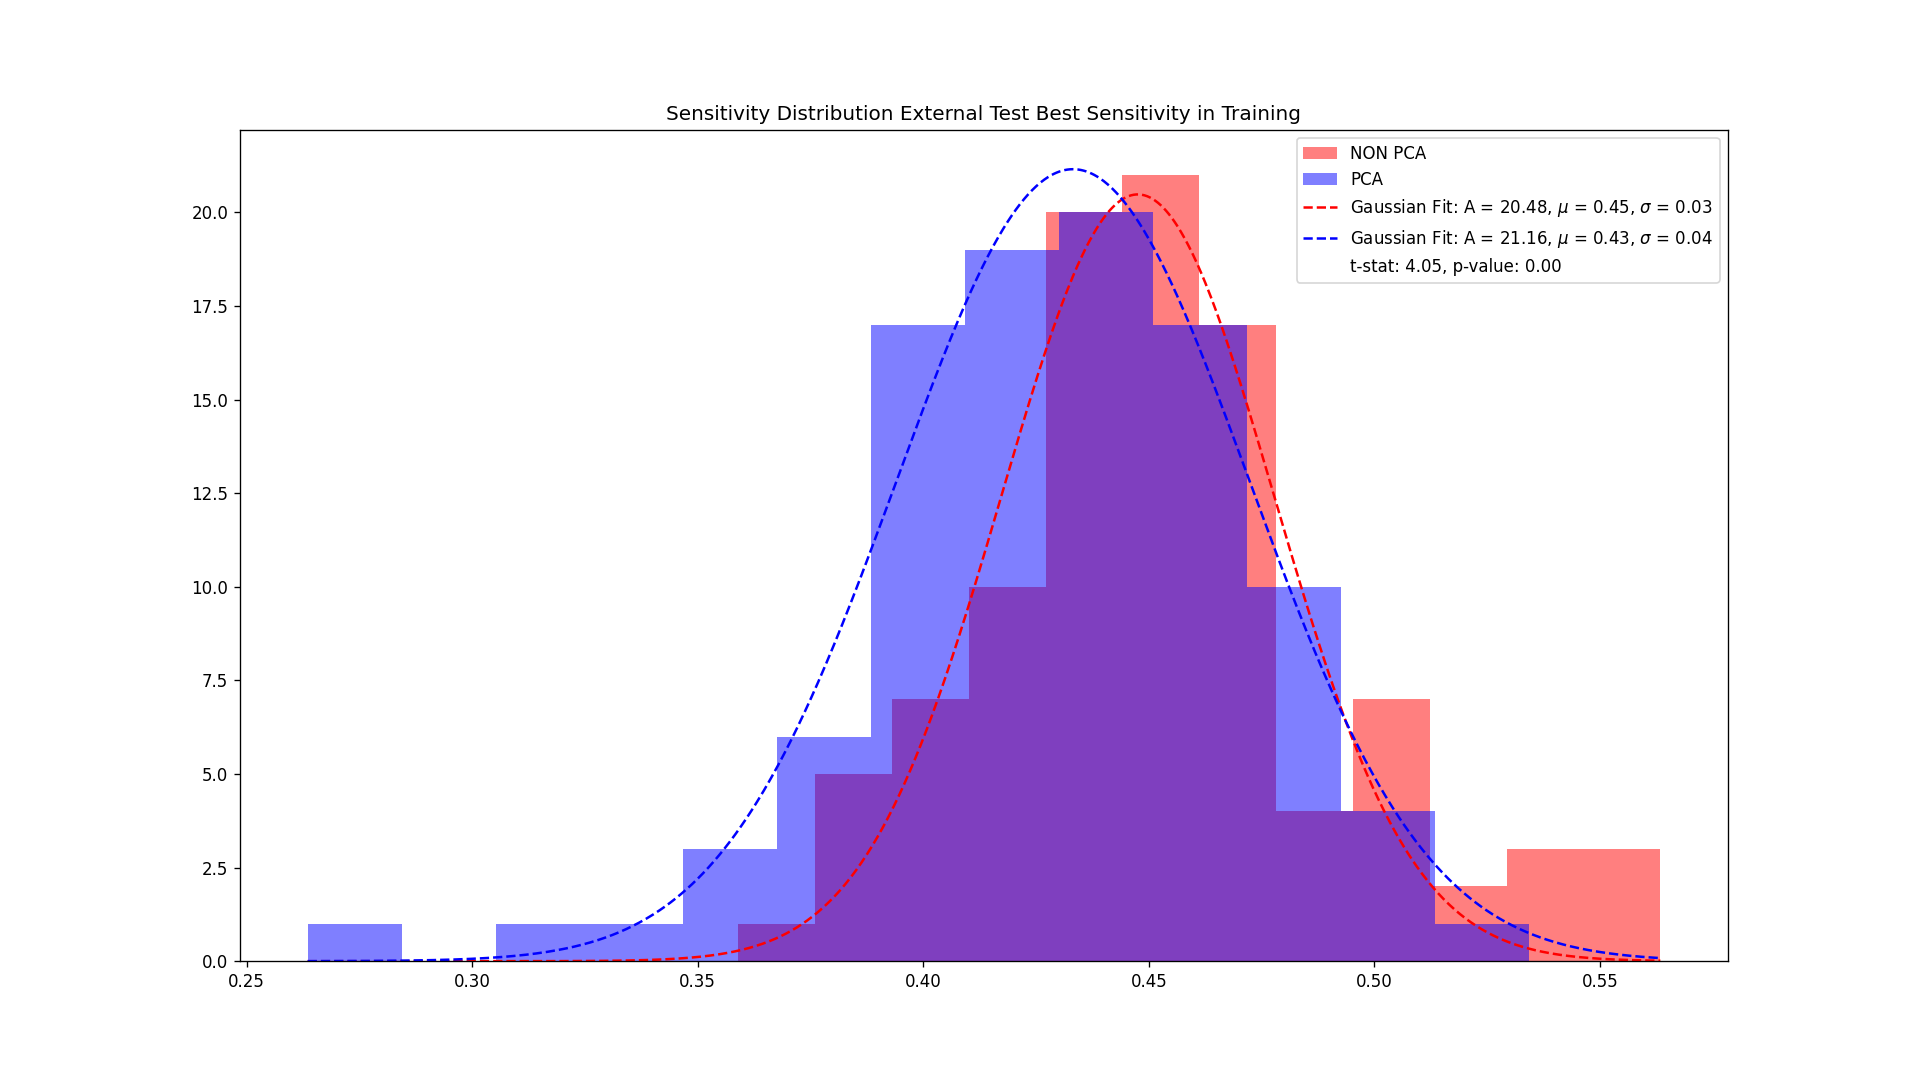 Sensitivity Distribution External Test Best Sensitivity in Training
NON PCA
PCA
Gaussian Fit: A = 20.48, μ = 0.45, σ = 0.03
Gaussian Fit: A = 21.16, μ = 0.43, σ = 0.04
t-stat: 4.05, p-value: 0.00
20.0
17.5
15.0
12.5
10.0
7.5
5.0
2.5
0.0
0.25 0.30 0.35 0.40 0.45 0.50 0.55